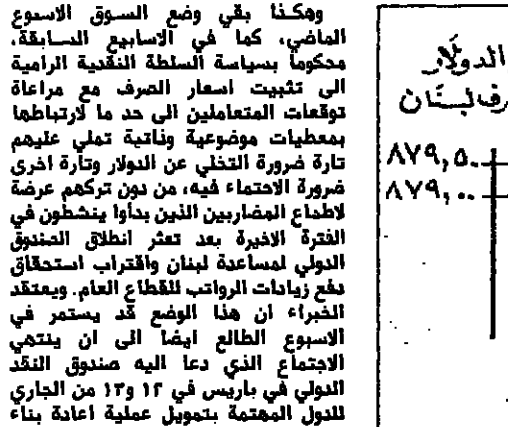 وهكذا بقي وضع السوق الاسبوع
الماضي، كما في الاسابيع السابقة،
محكوما بسياسة السلطة النقدية الرامية
الى تثبيت اسعار الصرف مع مراعاة
توقعات المتعاملين الى حد ما لارتباطها
بمعطيات موضوعية وذاتية تملي عليهم
تارة ضرورة التخلي عن الدولار وتارة اخرى
ضرورة الاحتماء فيه، من دون تركهم عرضة
لاطماع المضاربين الذين بدأوا ينشطون في
الفترة الاخيرة بعد تعثر انطلاق الصندوق
الدولي لمساعدة لبنان واقتراب استحقاق
دفع زيادات الرواتب للقطاع العام. ويعتقد
الخبراء ان هذا الوضع قد يستمر في
الاسبوع الطالع ايضا الى ان ينتهي
الاجتماع الذي دعا اليه صندوق النقد
الدولي في باريس في ١٢ و١٣ من الجاري
للدول المهتمة بتمويل عملية اعادة بناء
الدولار
٨٧٩,٥٠
٨٧٩,٠٠